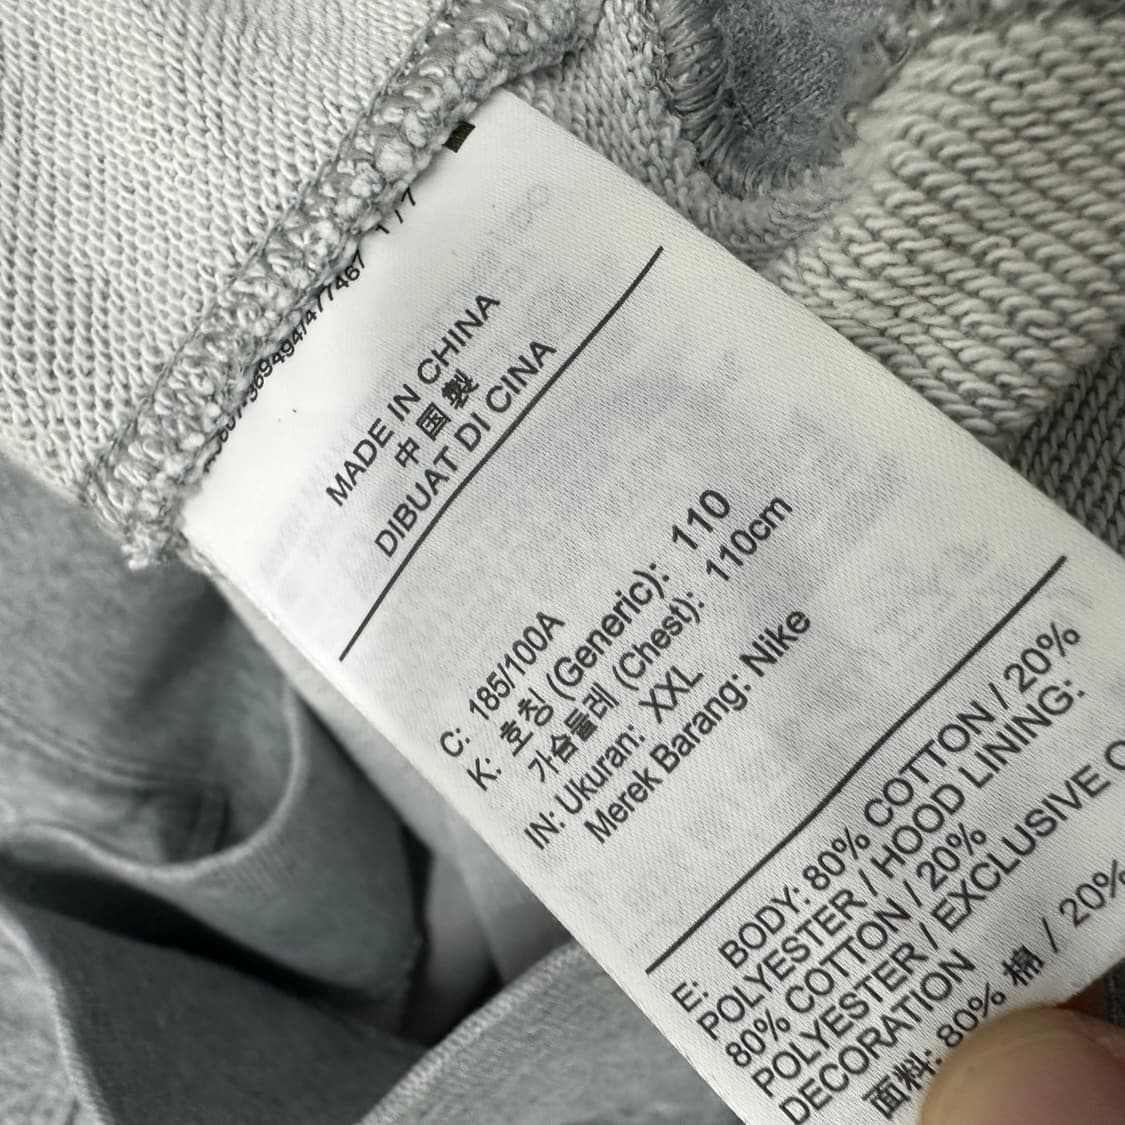 1 / 7
MADE IN CHINA
中国製
DIBUAT DI CINA
C: 185/100A
K: 호칭 (Generic): 110
가슴둘레 (Chest): 110cm
IN: Ukuran: XXL
Merek Barang: Nike
E: BODY: 80% COTTON / 20%
POLYESTER / HOOD LINING:
80% COTTON / 20%
POLYESTER / EXCLUSIVE O
DECORATION
面料: 80% 棉 / 20%